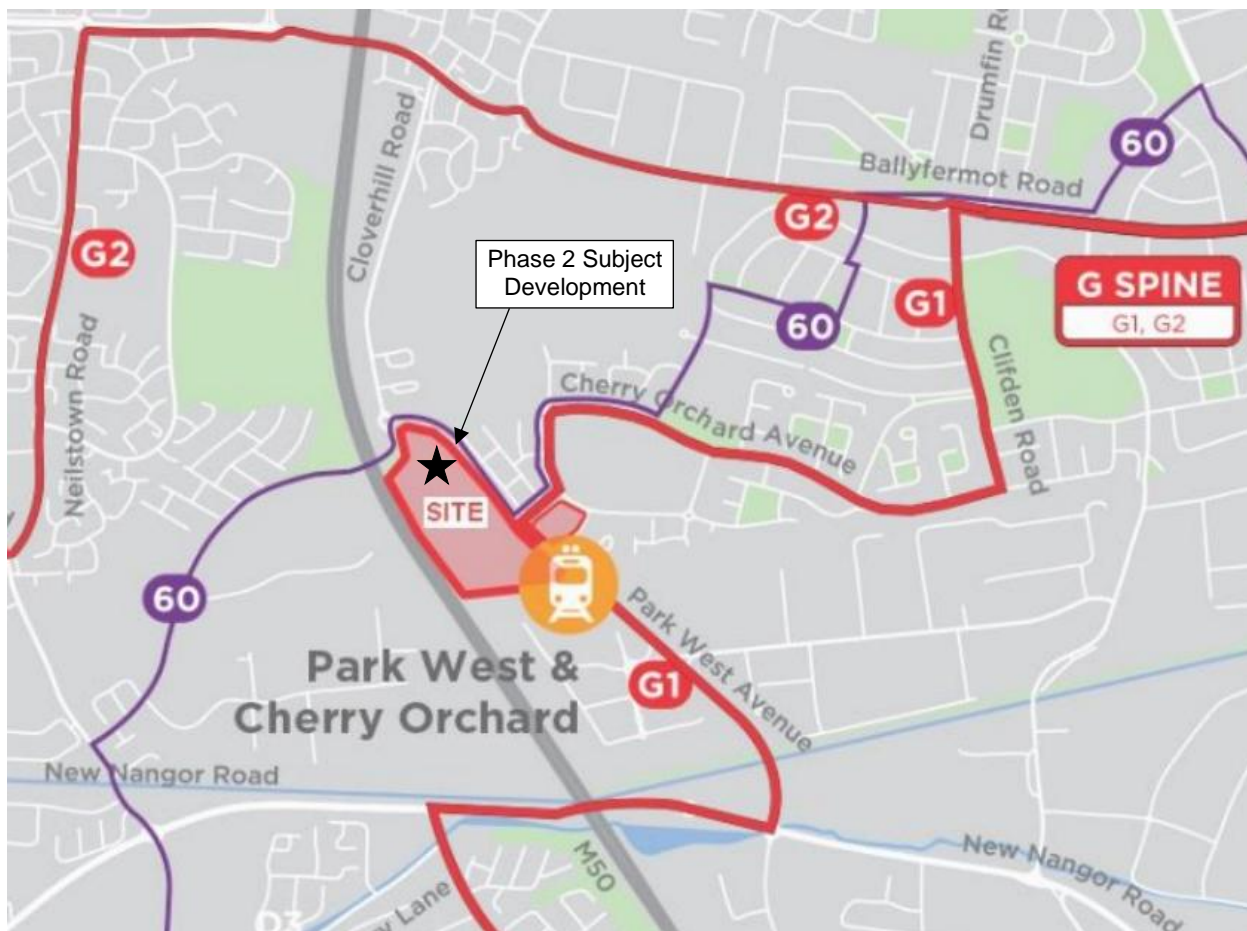 Drumfin Ro
60
Ballyfermot Road
Cloverhill Road
G2
G2
Phase 2 Subject
Development
G SPINE
G1, G2
G1
60
Neilstown Road
Clifden Road
Cherry Orchard Avenue
SITE
60
Park West Avenue
Park West &
Cherry Orchard
G1
New Nangor Road
M50
New Nangor Road
D3
y Lane